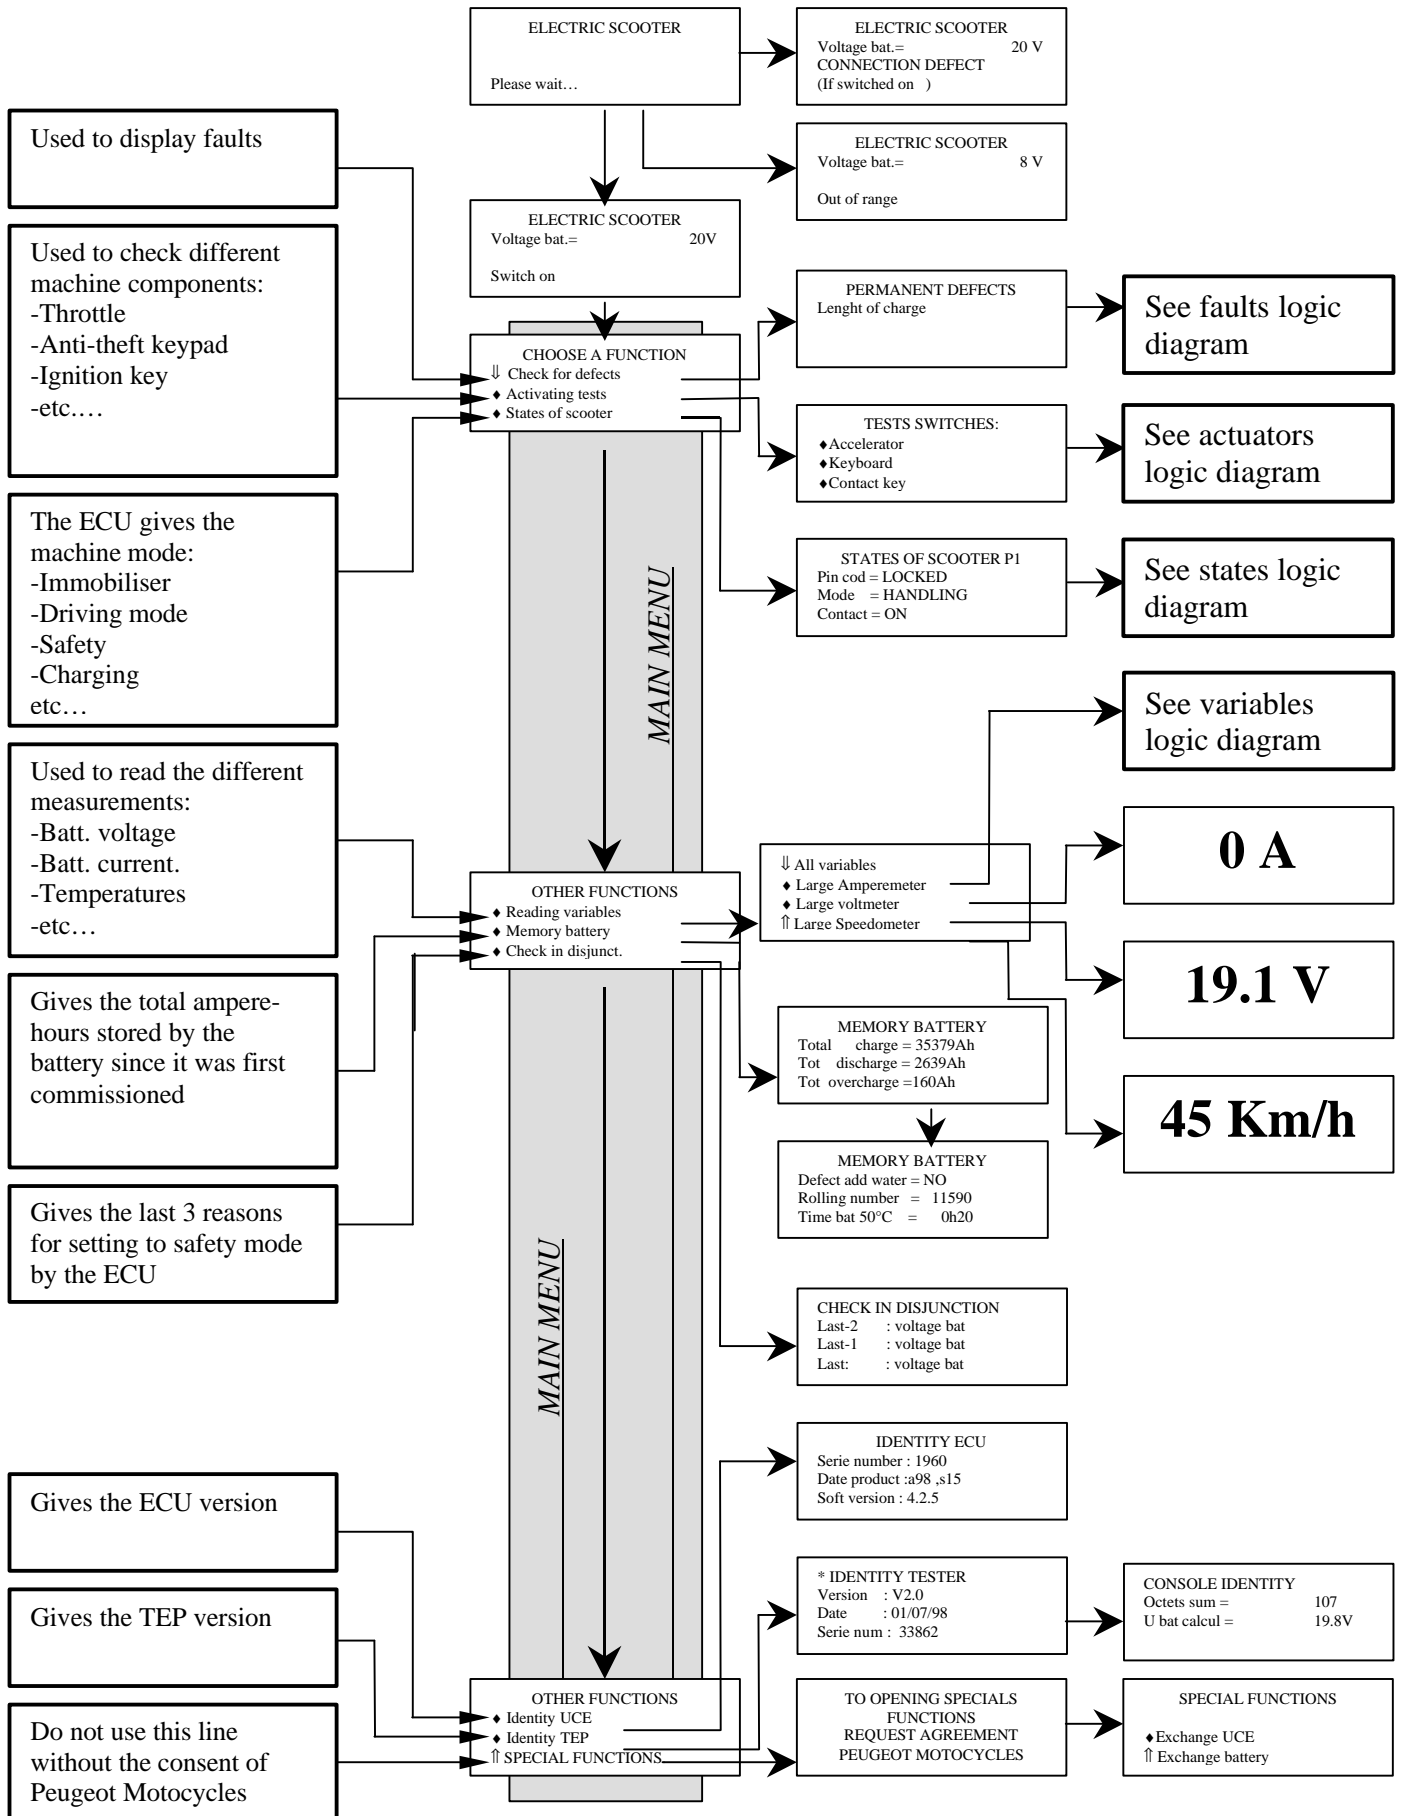 ELECTRIC SCOOTER
Please wait…
ELECTRIC SCOOTER
Voltage bat.= 20 V
CONNECTION DEFECT
(If switched on )
ELECTRIC SCOOTER
Voltage bat.= 8 V
Out of range
ELECTRIC SCOOTER
Voltage bat.= 20V
Switch on
Used to display faults
Used to check different
machine components:
-Throttle
-Anti-theft keypad
-Ignition key
-etc.…
The ECU gives the
machine mode:
-Immobiliser
-Driving mode
-Safety
-Charging
etc…
CHOOSE A FUNCTION
⇓ Check for defects
♦ Activating tests
♦ States of scooter
PERMANENT DEFECTS
Lenght of charge
See faults logic
diagram
TESTS SWITCHES:
♦Accelerator
♦Keyboard
♦Contact key
See actuators
logic diagram
STATES OF SCOOTER P1
Pin cod = LOCKED
Mode = HANDLING
Contact = ON
See states logic
diagram
MAIN MENU
See variables
logic diagram
Used to read the different
measurements:
-Batt. voltage
-Batt. current.
-Temperatures
-etc…
Gives the total ampere-
hours stored by the
battery since it was first
commissioned
Gives the last 3 reasons
for setting to safety mode
by the ECU
OTHER FUNCTIONS
♦ Reading variables
♦ Memory battery
♦ Check in disjunct.
⇓ All variables
♦ Large Amperemeter
♦ Large voltmeter
⇑ Large Speedometer
0 A
19.1 V
45 Km/h
MEMORY BATTERY
Total charge = 35379Ah
Tot discharge = 2639Ah
Tot overcharge =160Ah
MEMORY BATTERY
Defect add water = NO
Rolling number = 11590
Time bat 50°C = 0h20
MAIN MENU
CHECK IN DISJUNCTION
Last-2 : voltage bat
Last-1 : voltage bat
Last: : voltage bat
IDENTITY ECU
Serie number : 1960
Date product :a98 ,s15
Soft version : 4.2.5
Gives the ECU version
Gives the TEP version
Do not use this line
without the consent of
Peugeot Motocycles
* IDENTITY TESTER
Version : V2.0
Date : 01/07/98
Serie num : 33862
CONSOLE IDENTITY
Octets sum = 107
U bat calcul = 19.8V
OTHER FUNCTIONS
♦ Identity UCE
♦ Identity TEP
⇑ SPECIAL FUNCTIONS
TO OPENING SPECIALS
FUNCTIONS
REQUEST AGREEMENT
PEUGEOT MOTOCYCLES
SPECIAL FUNCTIONS
♦Exchange UCE
⇑ Exchange battery